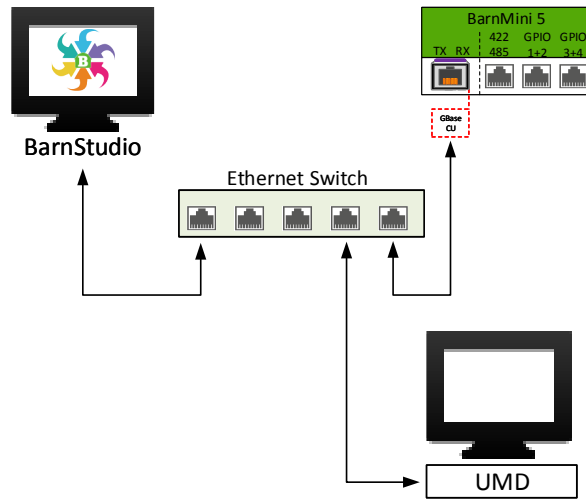 BarnMini 5
422 GPIO GPIO
TX RX 485 1+2 3+4
B
GBase
CU
BarnStudio
Ethernet Switch
UMD